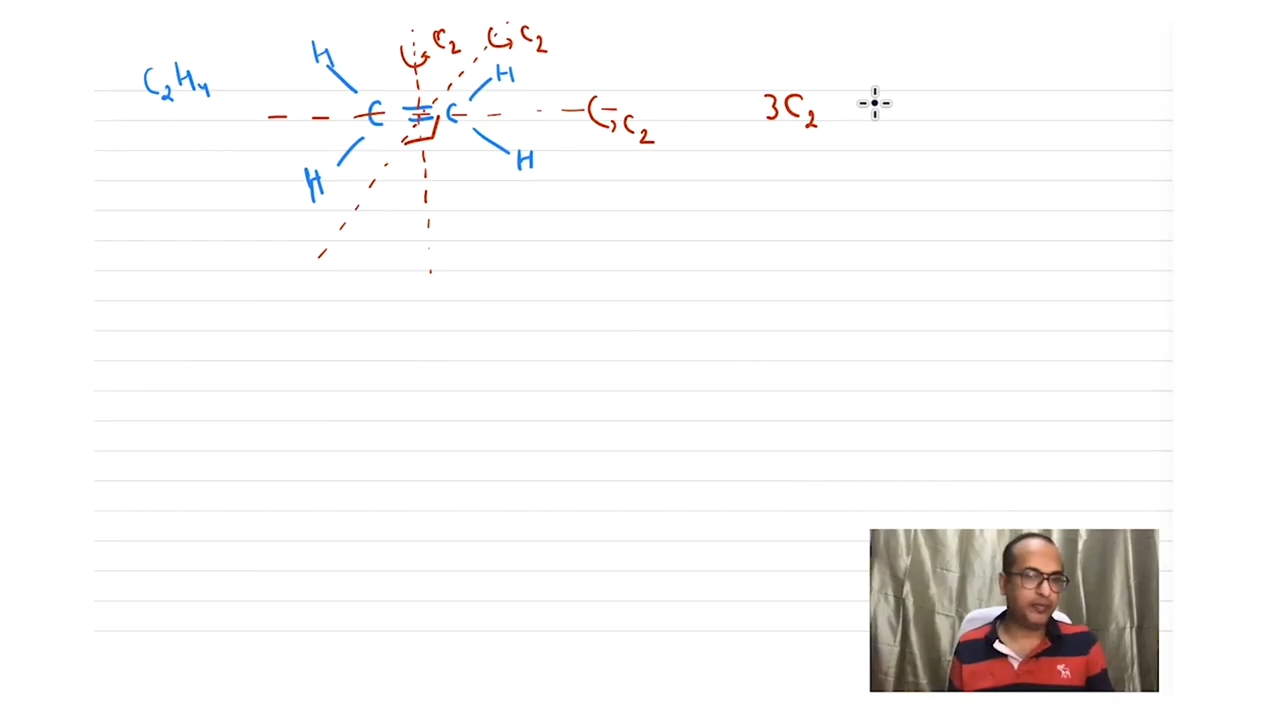 C₂H₄
H C₂ C₂
H
C = C C₂ 3C₂
H H